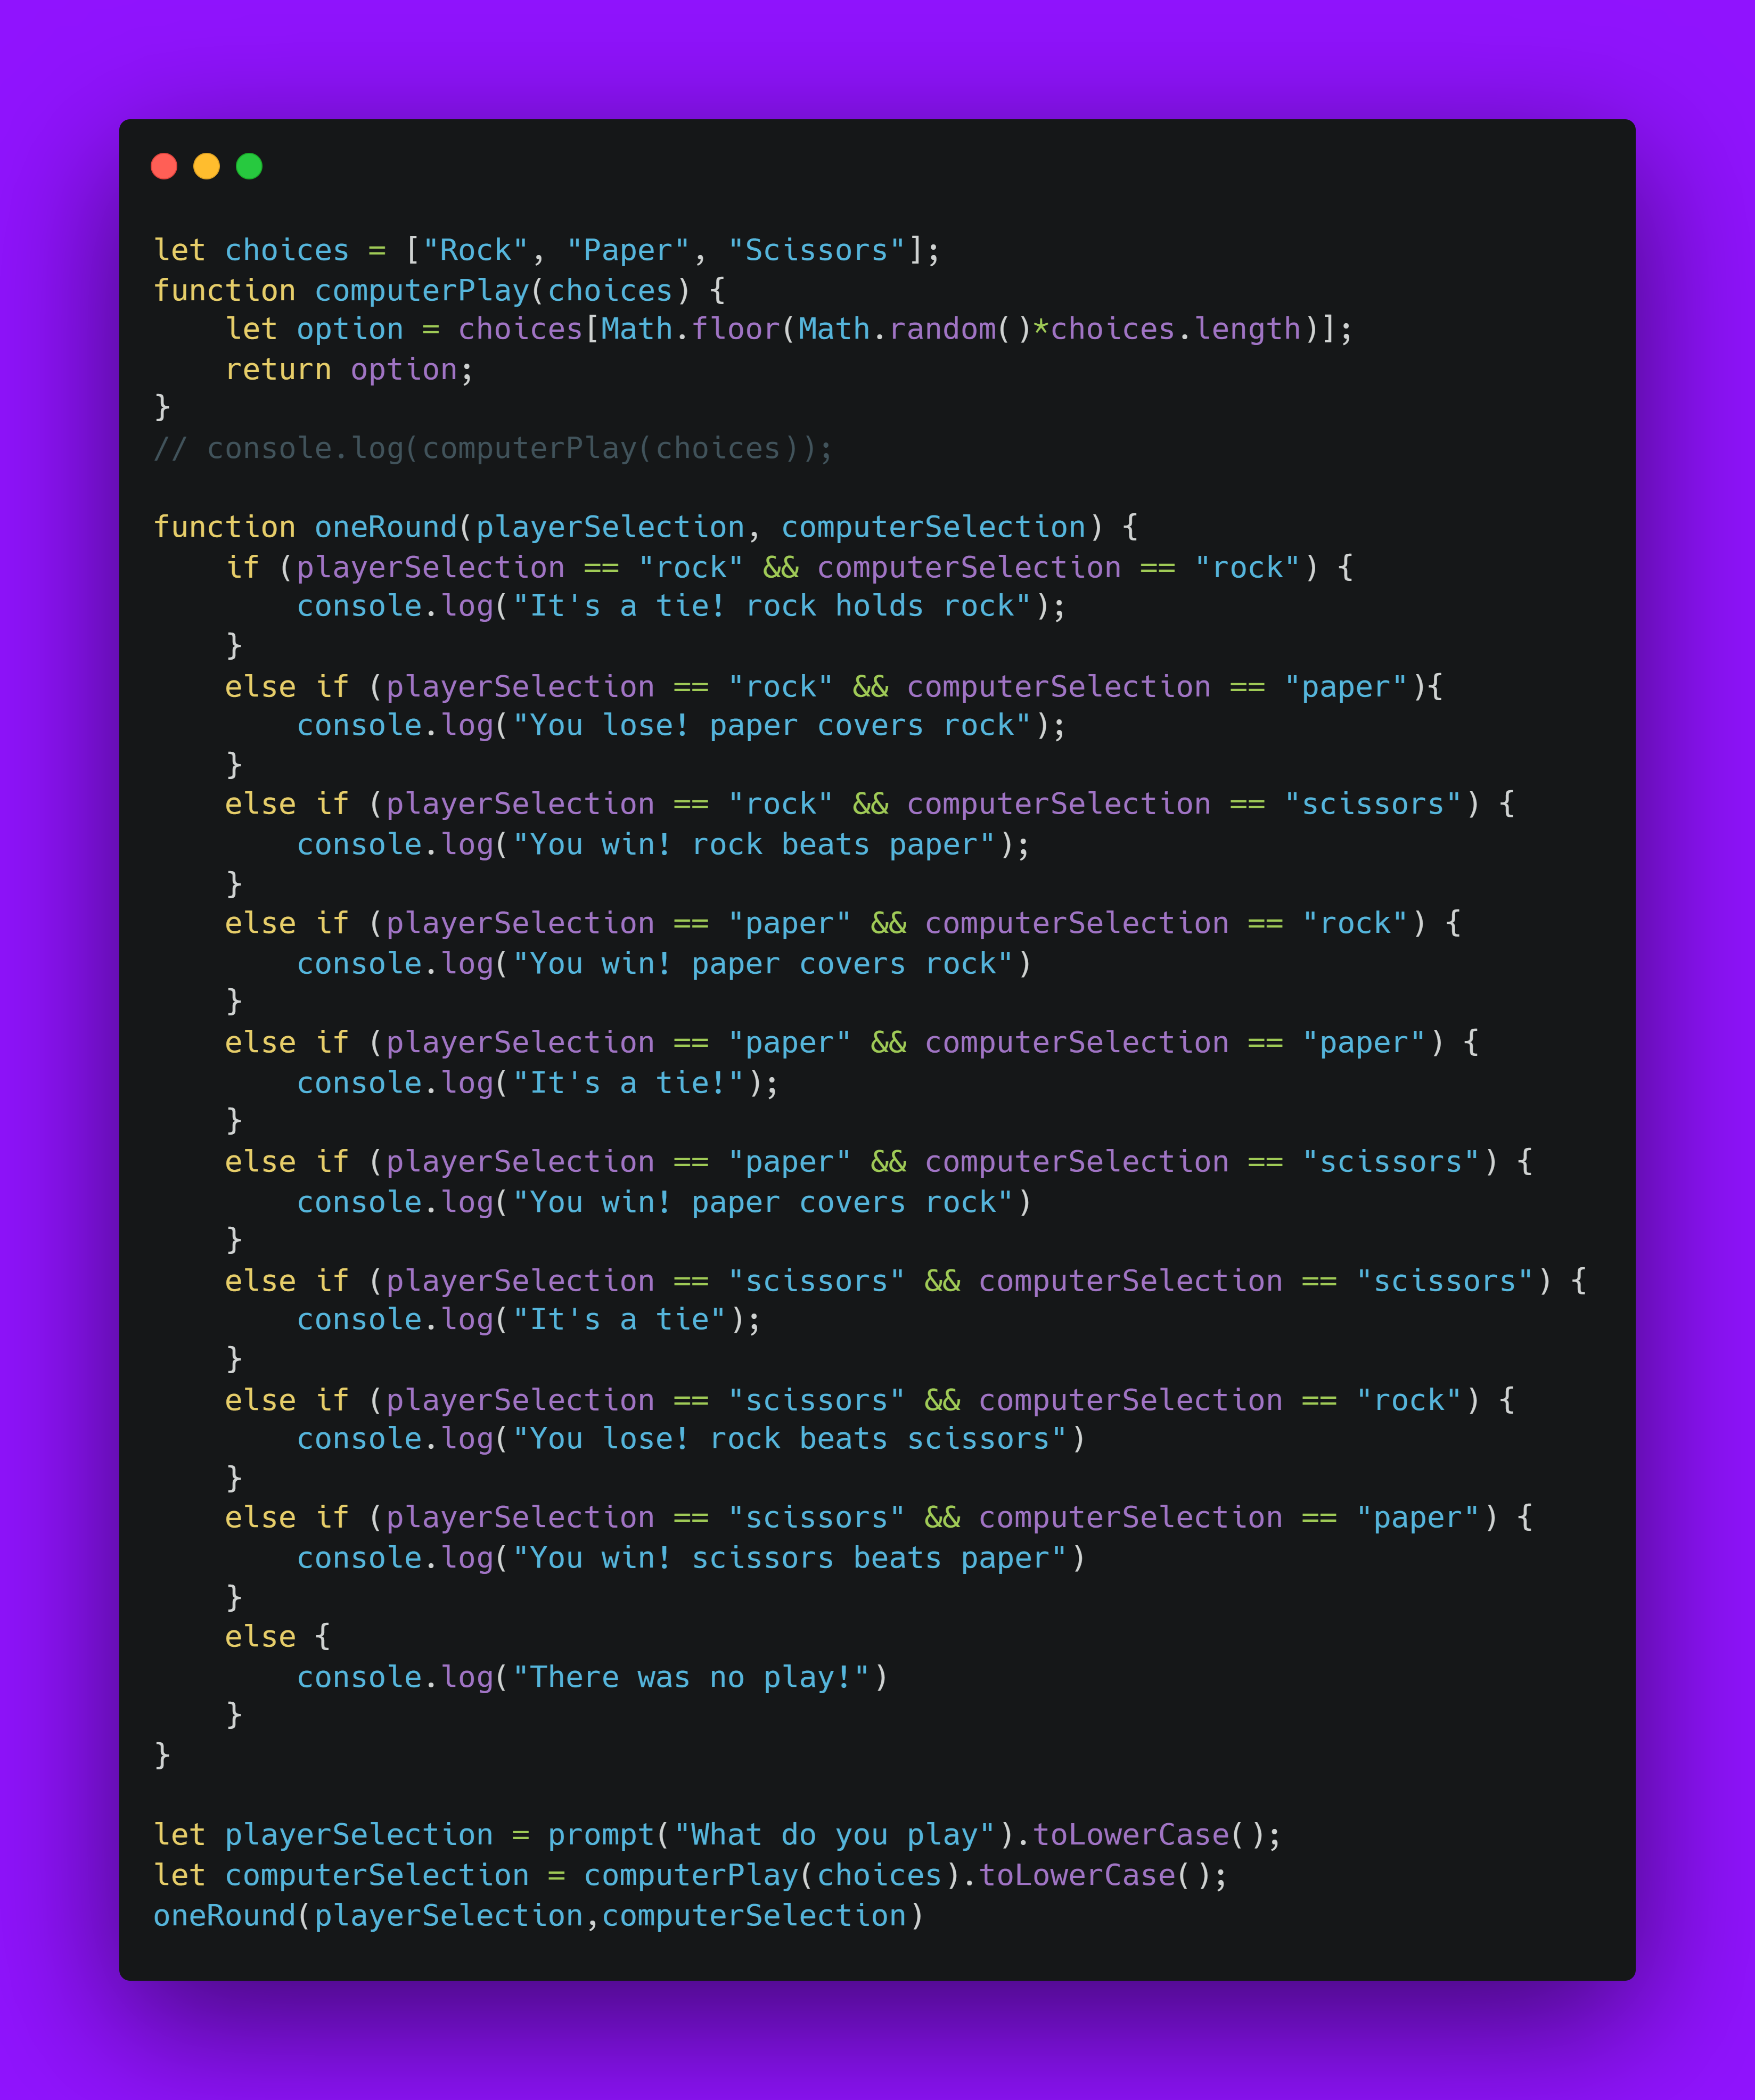 let choices = ["Rock", "Paper", "Scissors"];
function computerPlay(choices) {
    let option = choices[Math.floor(Math.random()*choices.length)];
    return option;
}
// console.log(computerPlay(choices));

function oneRound(playerSelection, computerSelection) {
    if (playerSelection == "rock" && computerSelection == "rock") {
        console.log("It's a tie! rock holds rock");
    }
    else if (playerSelection == "rock" && computerSelection == "paper"){
        console.log("You lose! paper covers rock");
    }
    else if (playerSelection == "rock" && computerSelection == "scissors") {
        console.log("You win! rock beats paper");
    }
    else if (playerSelection == "paper" && computerSelection == "rock") {
        console.log("You win! paper covers rock")
    }
    else if (playerSelection == "paper" && computerSelection == "paper") {
        console.log("It's a tie!");
    }
    else if (playerSelection == "paper" && computerSelection == "scissors") {
        console.log("You win! paper covers rock")
    }
    else if (playerSelection == "scissors" && computerSelection == "scissors") {
        console.log("It's a tie");
    }
    else if (playerSelection == "scissors" && computerSelection == "rock") {
        console.log("You lose! rock beats scissors")
    }
    else if (playerSelection == "scissors" && computerSelection == "paper") {
        console.log("You win! scissors beats paper")
    }
    else {
        console.log("There was no play!")
    }
}

let playerSelection = prompt("What do you play").toLowerCase();
let computerSelection = computerPlay(choices).toLowerCase();
oneRound(playerSelection,computerSelection)